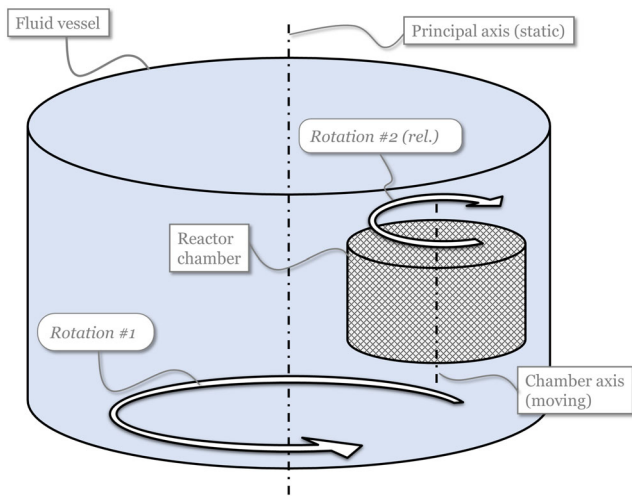 Fluid vessel
Principal axis (static)
Rotation #2 (rel.)
Reactor
chamber
Rotation #1
Chamber axis
(moving)